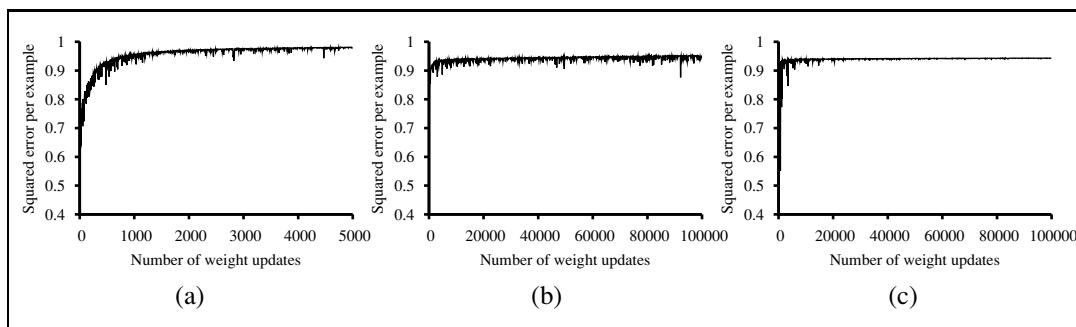 Squared error per example
1
0.9
0.8
0.7
0.6
0.5
0.4
0 1000 2000 3000 4000 5000
Number of weight updates
(a)
Squared error per example
1
0.9
0.8
0.7
0.6
0.5
0.4
0 20000 40000 60000 80000 100000
Number of weight updates
(b)
Squared error per example
1
0.9
0.8
0.7
0.6
0.5
0.4
0 20000 40000 60000 80000 100000
Number of weight updates
(c)